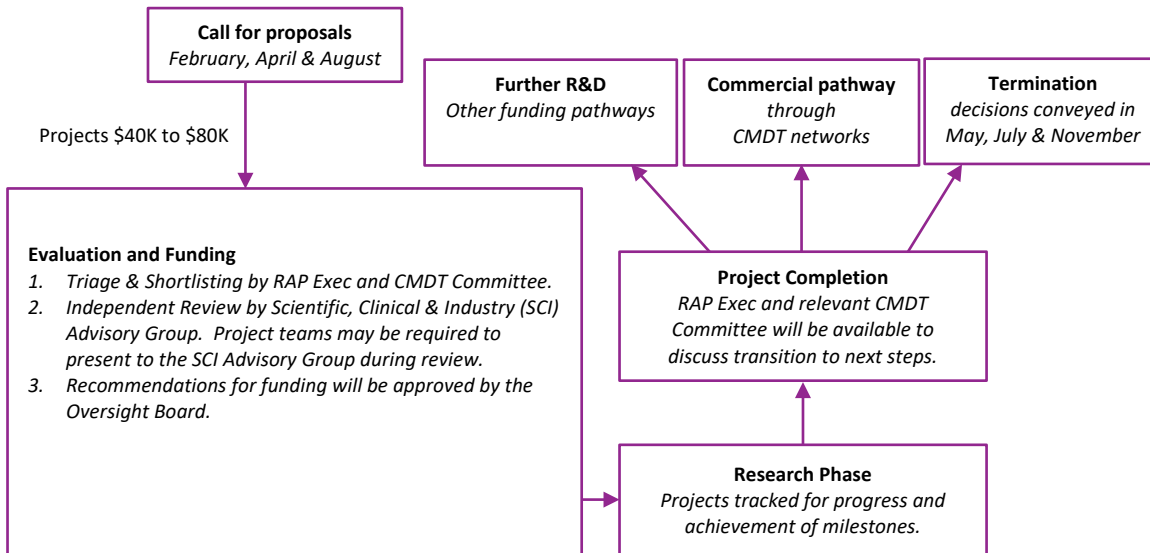 Call for proposals
February, April & August
Projects $40K to $80K
Evaluation and Funding
1. Triage & Shortlisting by RAP Exec and CMDT Committee.
2. Independent Review by Scientific, Clinical & Industry (SCI)
Advisory Group. Project teams may be required to
present to the SCI Advisory Group during review.
3. Recommendations for funding will be approved by the
Oversight Board.
Research Phase
Projects tracked for progress and
achievement of milestones.
Project Completion
RAP Exec and relevant CMDT
Committee will be available to
discuss transition to next steps.
Further R&D
Other funding pathways
Commercial pathway
through
CMDT networks
Termination
decisions conveyed in
May, July & November